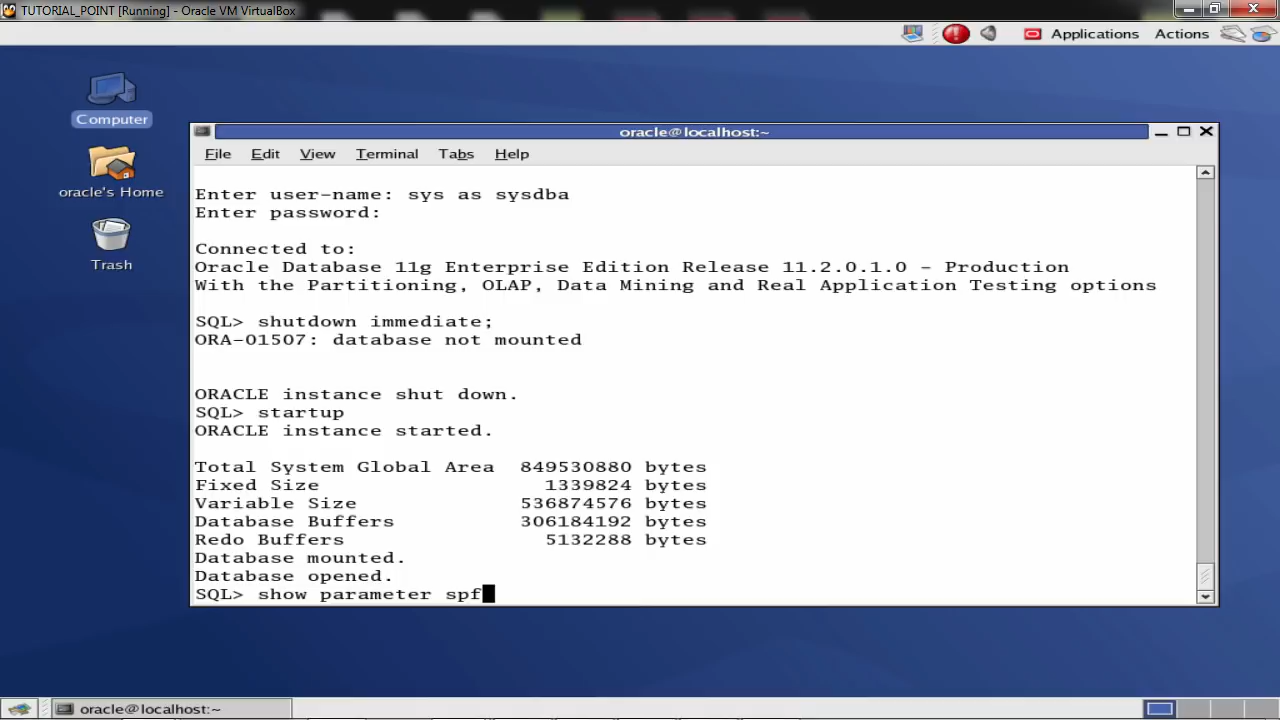 TUTORIAL_POINT [Running] - Oracle VM VirtualBox
Applications Actions
Computer
oracle's Home
Trash
oracle@localhost:~
File Edit View Terminal Tabs Help
Enter user-name: sys as sysdba
Enter password:
Connected to:
Oracle Database 11g Enterprise Edition Release 11.2.0.1.0 - Production
With the Partitioning, OLAP, Data Mining and Real Application Testing options
SQL> shutdown immediate;
ORA-01507: database not mounted
ORACLE instance shut down.
SQL> startup
ORACLE instance started.
Total System Global Area 849530880 bytes
Fixed Size 1339824 bytes
Variable Size 536874576 bytes
Database Buffers 306184192 bytes
Redo Buffers 5132288 bytes
Database mounted.
Database opened.
SQL> show parameter spf
oracle@localhost:~